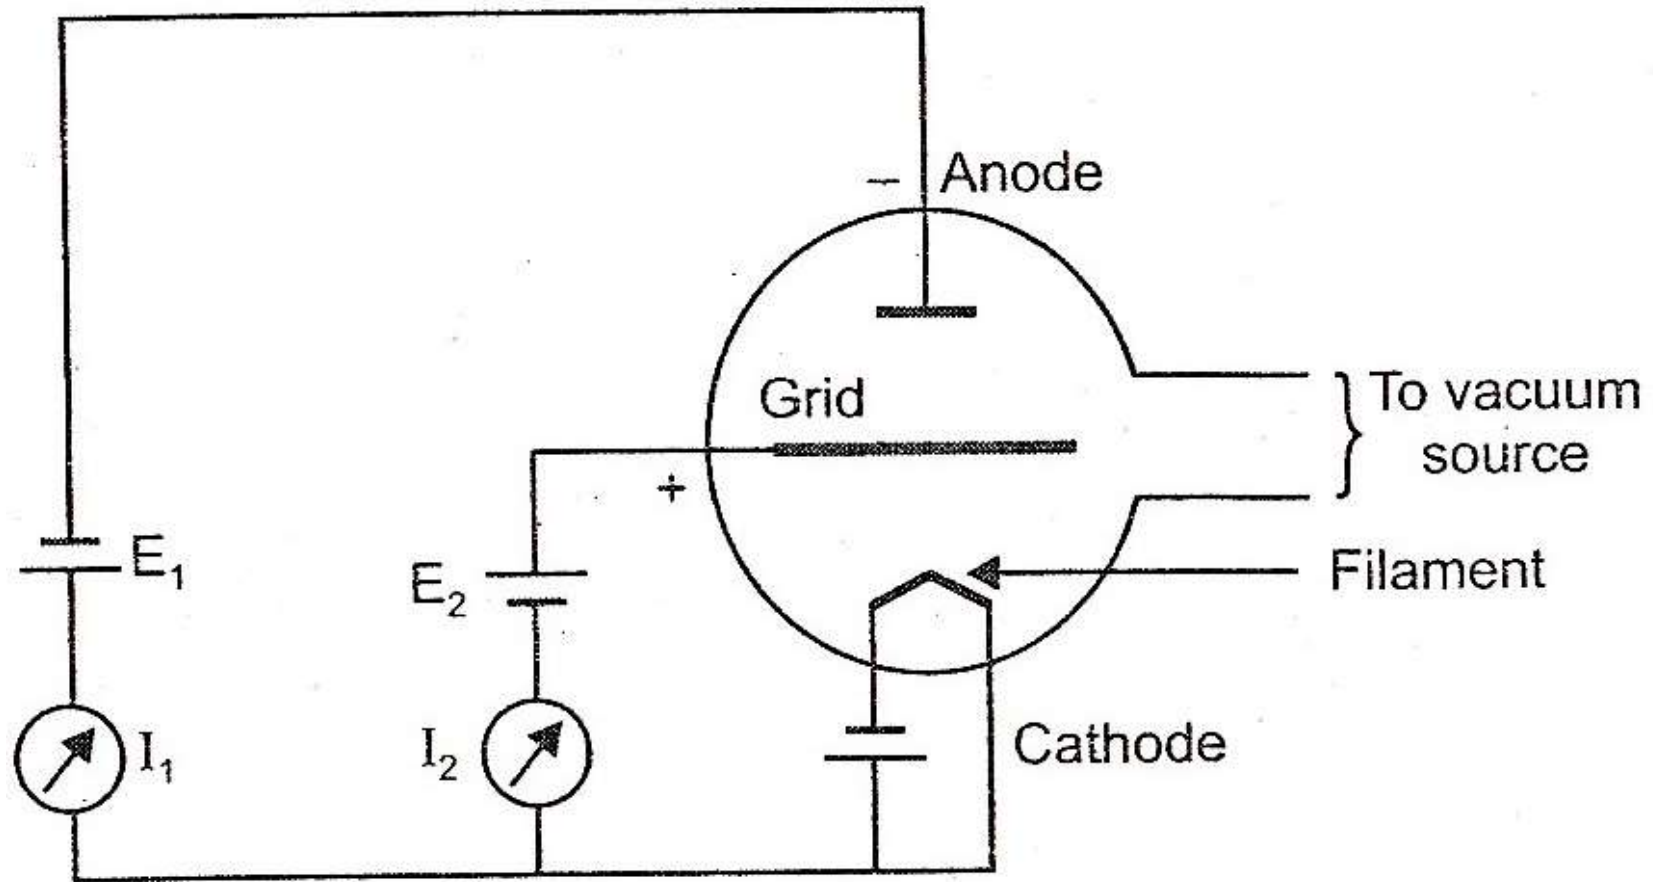 − Anode
Grid
To vacuum
source
+
E₁
E₂
Filament
I₁
I₂
Cathode